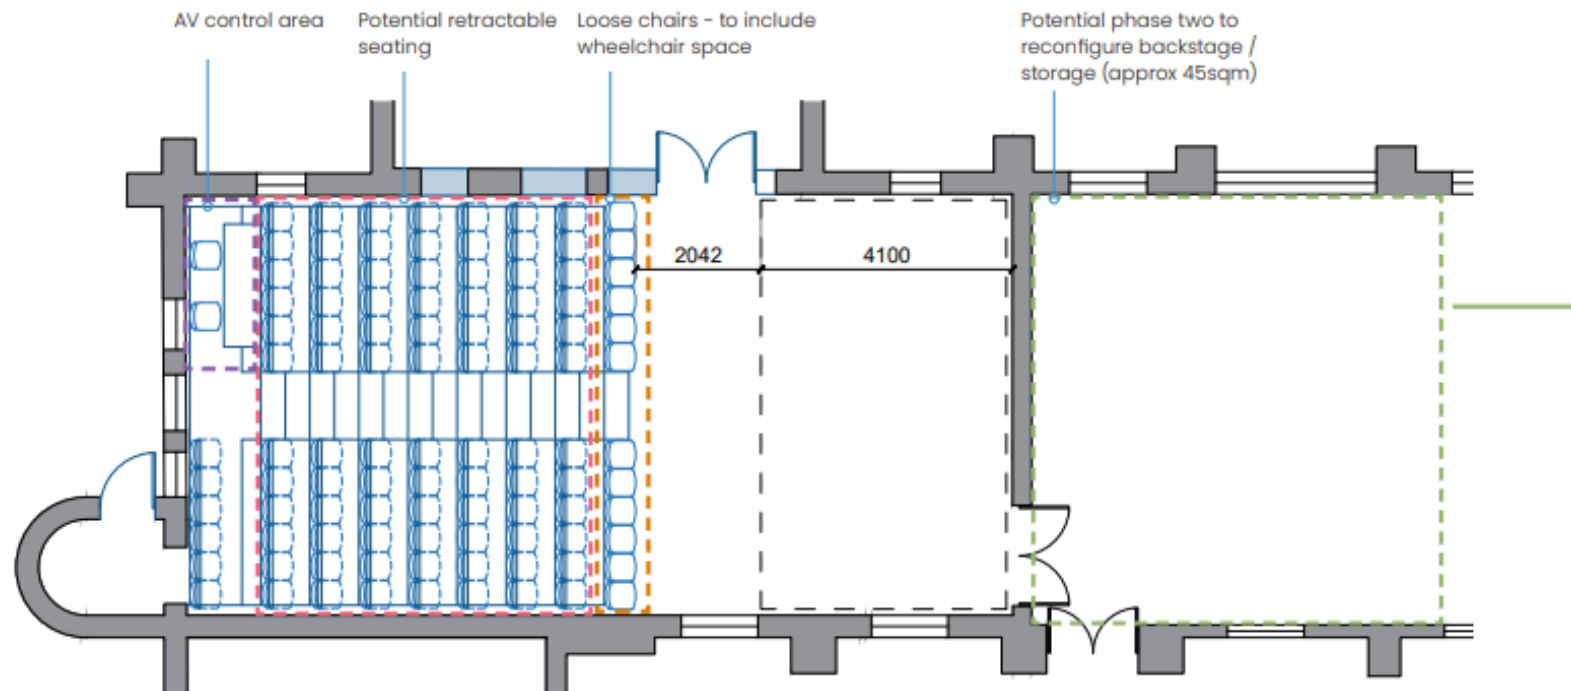 AV control area
Potential retractable
seating
Loose chairs - to include
wheelchair space
Potential phase two to
reconfigure backstage /
storage (approx 45sqm)
2042
4100